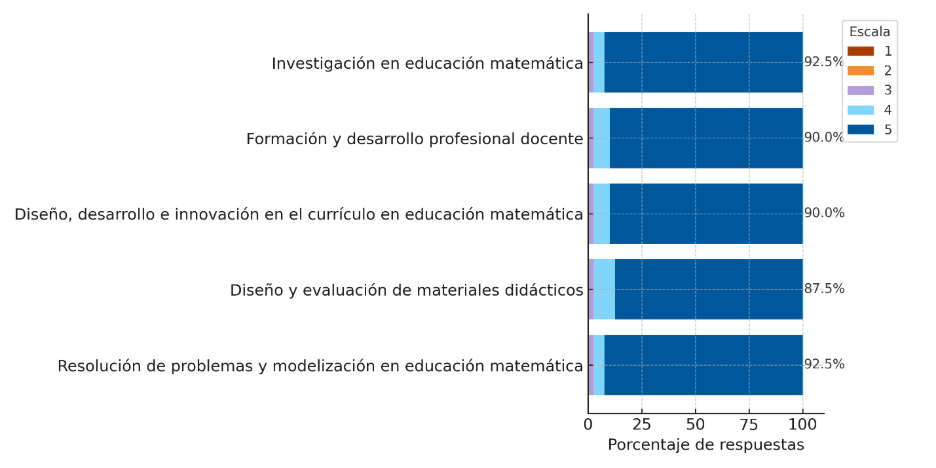 Investigación en educación matemática
92.5%
Formación y desarrollo profesional docente
90.0%
Diseño, desarrollo e innovación en el currículo en educación matemática
90.0%
Diseño y evaluación de materiales didácticos
87.5%
Resolución de problemas y modelización en educación matemática
92.5%
0 25 50 75 100
Porcentaje de respuestas
Escala
1
2
3
4
5